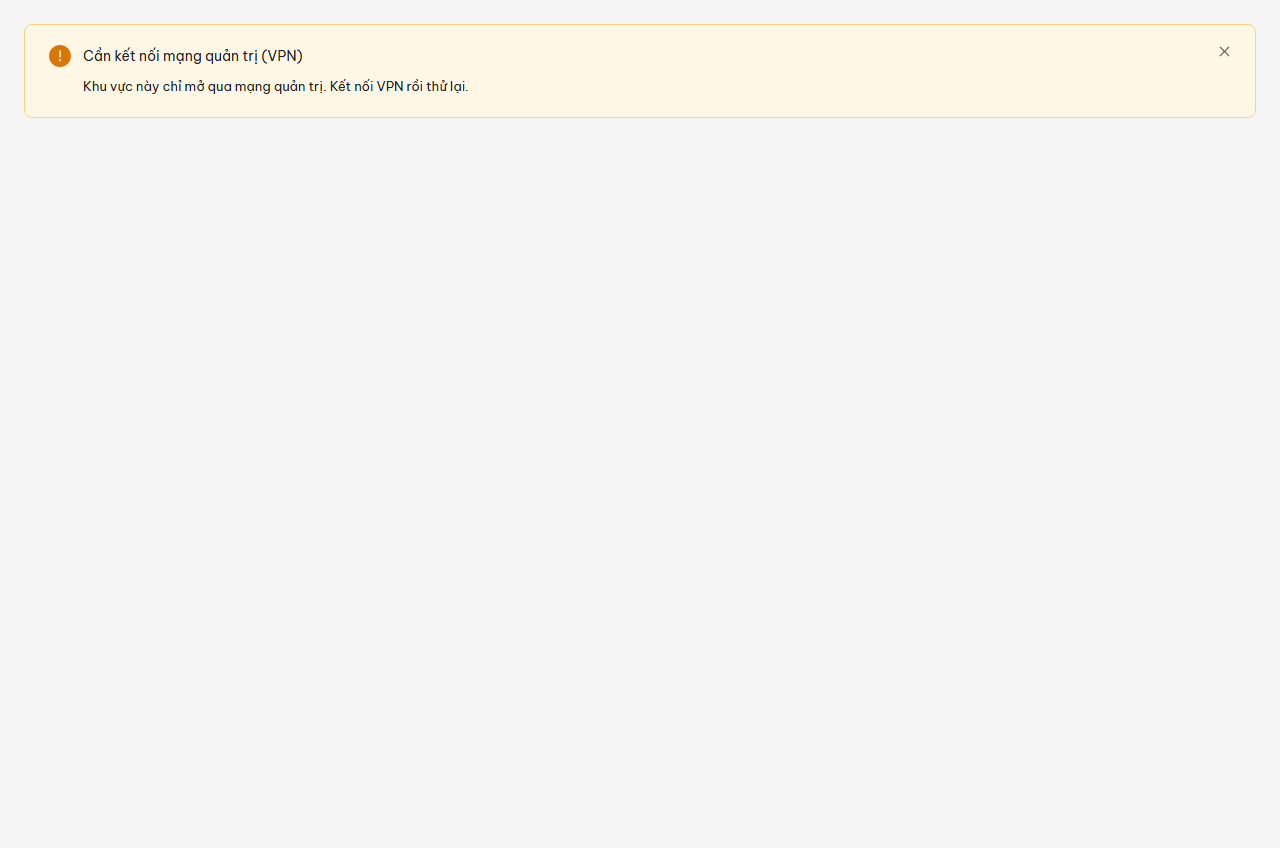 Cần kết nối mạng quản trị (VPN)
Khu vực này chỉ mở qua mạng quản trị. Kết nối VPN rồi thử lại.